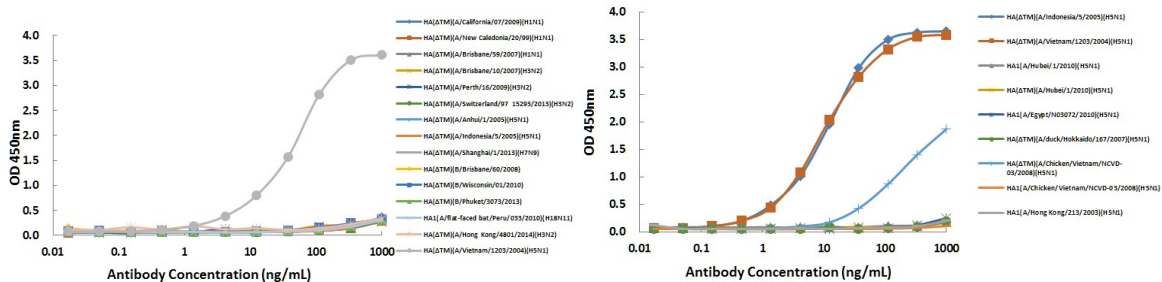 OD 450nm
4.0
3.5
3.0
2.5
2.0
1.5
1.0
0.5
0.0
0.01 0.1 1 10 100 1000
Antibody Concentration (ng/mL)
HA(ΔTM)(A/California/07/2009)(H1N1)
HA(ΔTM)(A/New Caledonia/20/99)(H1N1)
HA(ΔTM)(A/Brisbane/59/2007)(H1N1)
HA(ΔTM)(A/Brisbane/10/2007)(H3N2)
HA(ΔTM)(A/Perth/16/2009)(H3N2)
HA(ΔTM)(A/Switzerland/97 15293/2013)(H3N2)
HA(ΔTM)(A/Anhui/1/2005)(H5N1)
HA(ΔTM)(A/Indonesia/5/2005)(H5N1)
HA(ΔTM)(A/Shanghai/1/2013)(H7N9)
HA(ΔTM)(B/Brisbane/60/2008)
HA(ΔTM)(B/Wisconsin/01/2010)
HA(ΔTM)(B/Phuket/3073/2013)
HA1(A/flat-faced bat/Peru/033/2010)(H18N11)
HA(ΔTM)(A/Hong Kong/4801/2014)(H3N2)
HA(ΔTM)(A/Vietnam/1203/2004)(H5N1)
OD 450nm
4.0
3.5
3.0
2.5
2.0
1.5
1.0
0.5
0.0
0.01 0.1 1 10 100 1000
Antibody Concentration (ng/mL)
HA(ΔTM)(A/Indonesia/5/2005)(H5N1)
HA(ΔTM)(A/Vietnam/1203/2004)(H5N1)
HA1(A/Hubei/1/2010)(H5N1)
HA(ΔTM)(A/Hubei/1/2010)(H5N1)
HA1(A/Egypt/N03072/2010)(H5N1)
HA(ΔTM)(A/duck/Hokkaido/167/2007)(H5N1)
HA(ΔTM)(A/Chicken/Vietnam/NCVD-
03/2008)(H5N1)
HA1(A/Chicken/Vietnam/NCVD-03/2008)(H5N1)
HA1(A/Hong Kong/213/2003)(H5N1)